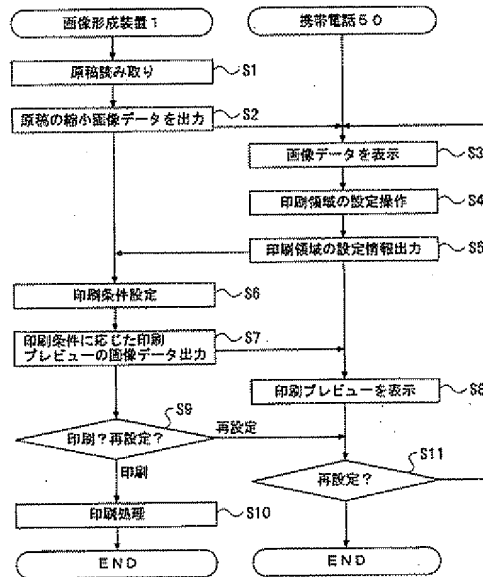 画像形成装置1
携帯電話50
原稿読み取り
S1
原稿の縮小画像データを出力
S2
画像データを表示
S3
印刷領域の設定操作
S4
印刷領域の設定情報出力
S5
印刷条件設定
S6
印刷条件に応じた印刷
プレビューの画像データ出力
S7
印刷プレビューを表示
S8
印刷?再設定?
S9
再設定
印刷
再設定?
S11
印刷処理
S10
END
END